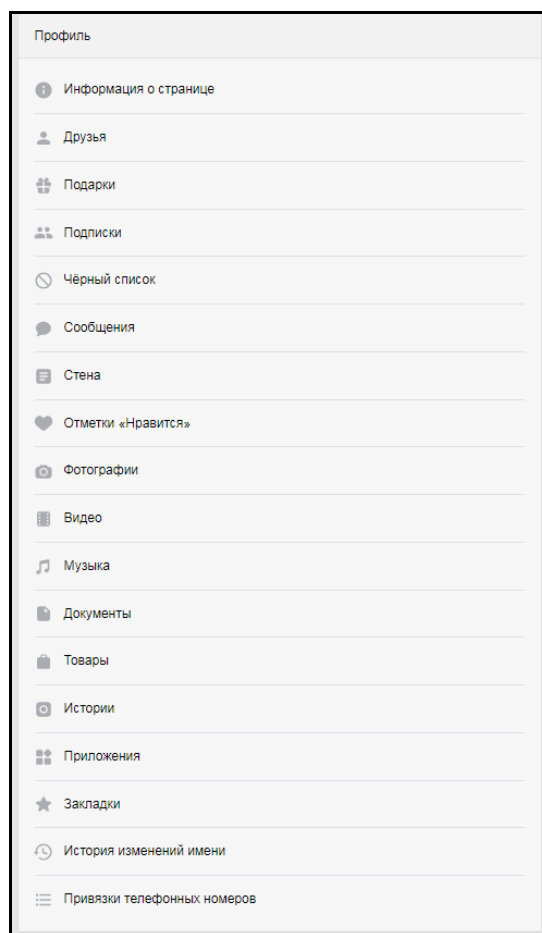 Профиль
Информация о странице
Друзья
Подарки
Подписки
Чёрный список
Сообщения
Стена
Отметки «Нравится»
Фотографии
Видео
Музыка
Документы
Товары
Истории
Приложения
Закладки
История изменений имени
Привязки телефонных номеров